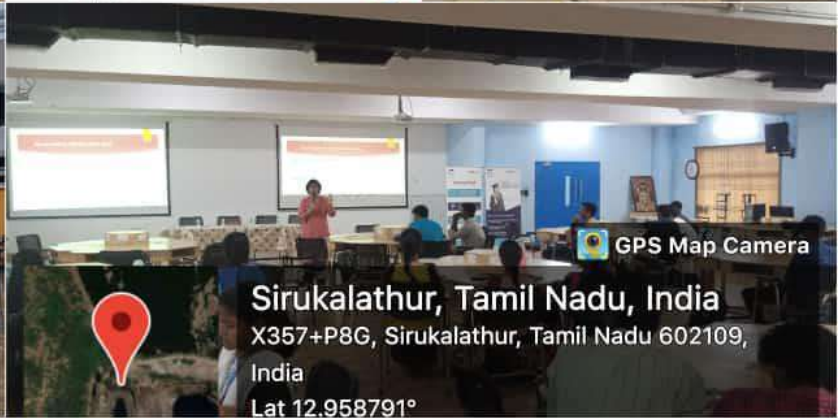 GPS Map Camera
Sirukalathur, Tamil Nadu, India
X357+P8G, Sirukalathur, Tamil Nadu 602109,
India
Lat 12.958791°